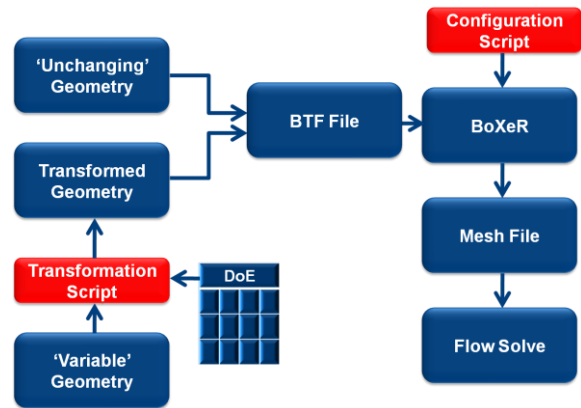 Configuration
Script
'Unchanging'
Geometry
BTF File
BoXeR
Transformed
Geometry
Mesh File
Transformation
Script
DoE
'Variable'
Geometry
Flow Solve